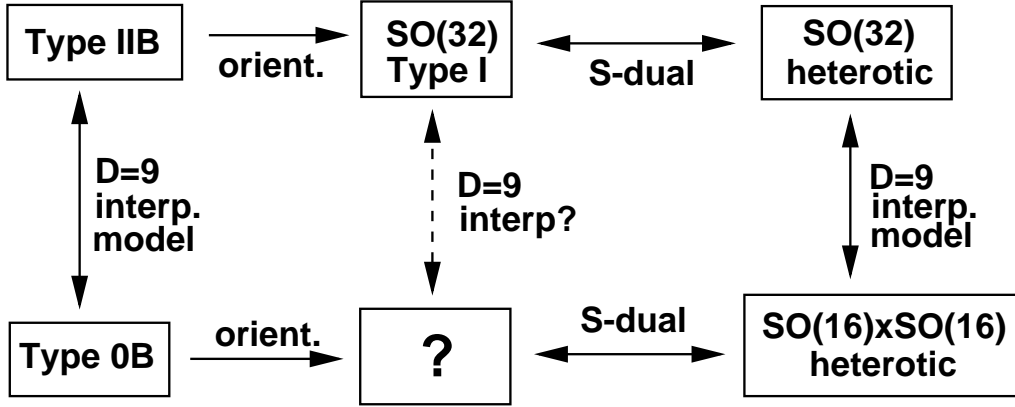 Type IIB
orient.
SO(32)
Type I
S-dual
SO(32)
heterotic
D=9
interp.
model
D=9
interp?
D=9
interp.
model
Type 0B
orient.
?
S-dual
SO(16)xSO(16)
heterotic